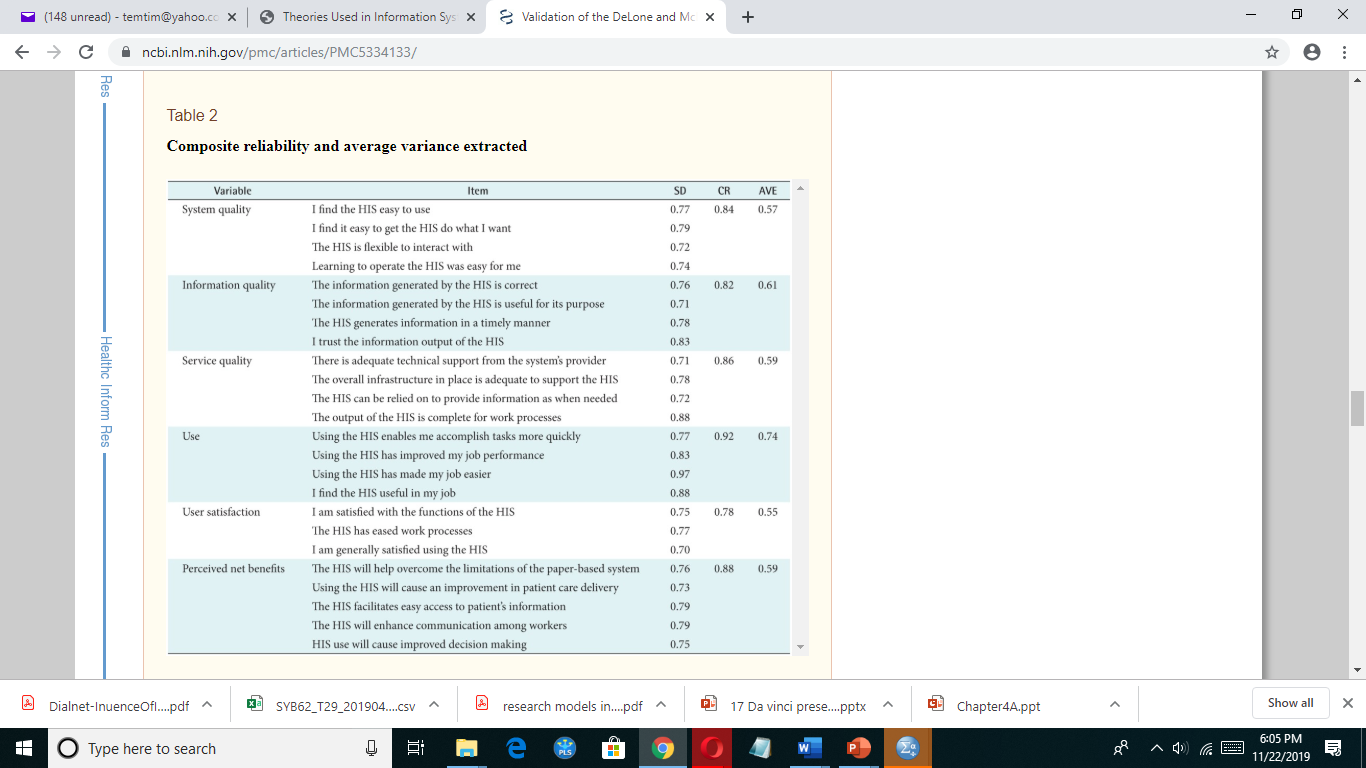 (148 unread) - temtim@yahoo.co
Theories Used in Information Sys
Validation of the DeLone and Mc
ncbi.nlm.nih.gov/pmc/articles/PMC5334133/
Res
Healthc Inform Res
Table 2
Composite reliability and average variance extracted
Variable Item SD CR AVE
System quality I find the HIS easy to use 0.77 0.84 0.57
I find it easy to get the HIS do what I want 0.79
The HIS is flexible to interact with 0.72
Learning to operate the HIS was easy for me 0.74
Information quality The information generated by the HIS is correct 0.76 0.82 0.61
The information generated by the HIS is useful for its purpose 0.71
The HIS generates information in a timely manner 0.78
I trust the information output of the HIS 0.83
Service quality There is adequate technical support from the system's provider 0.71 0.86 0.59
The overall infrastructure in place is adequate to support the HIS 0.78
The HIS can be relied on to provide information as when needed 0.72
The output of the HIS is complete for work processes 0.88
Use Using the HIS enables me accomplish tasks more quickly 0.77 0.92 0.74
Using the HIS has improved my job performance 0.83
Using the HIS has made my job easier 0.97
I find the HIS useful in my job 0.88
User satisfaction I am satisfied with the functions of the HIS 0.75 0.78 0.55
The HIS has eased work processes 0.77
I am generally satisfied using the HIS 0.70
Perceived net benefits The HIS will help overcome the limitations of the paper-based system 0.76 0.88 0.59
Using the HIS will cause an improvement in patient care delivery 0.73
The HIS facilitates easy access to patient's information 0.79
The HIS will enhance communication among workers 0.79
HIS use will cause improved decision making 0.75
Dialnet-InuenceOfI....pdf
SYB62_T29_201904....csv
research models in....pdf
17 Da vinci prese....pptx
Chapter4A.ppt
Show all
Type here to search
PLS
6:05 PM
11/22/2019